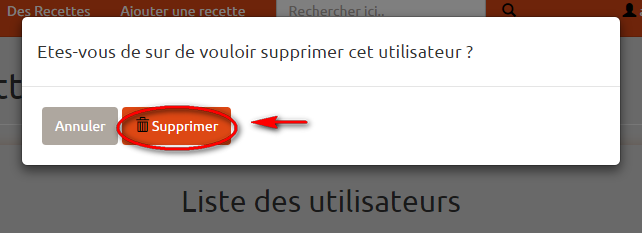 Des Recettes Ajouter une recette Rechercher ici..
Etes-vous de sur de vouloir supprimer cet utilisateur ?
Annuler Supprimer
Liste des utilisateurs